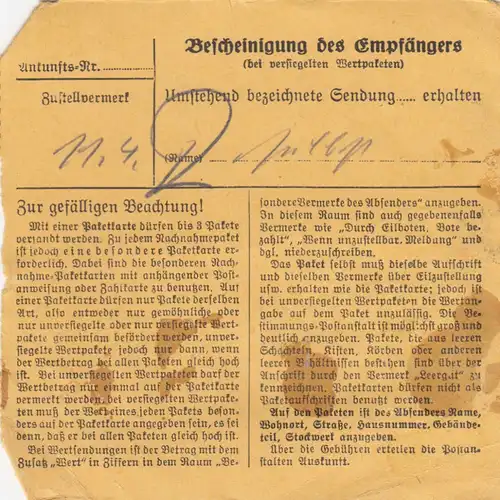 Bescheinigung des Empfängers
(bei versiegelten Wertpaketen)
Ankunfts-Nr.
Zustellvermerk
Umstehend bezeichnete Sendung...... erhalten
11. 4.
(Name)
Zur gefälligen Beachtung!
Mit einer Paketkarte dürfen bis 3 Pakete
versandt werden. Zu jedem Nachnahmepaket
ist jedoch eine besondere Paketkarte er-
forderlich. Dabei sind die besonderen Nach-
nahme-Paketkarten mit anhängender Post-
anweisung oder Zahlkarte zu benutzen. Auf
einer Paketkarte dürfen nur Pakete derselben
Art, also entweder nur gewöhnliche oder
nur unversiegelte oder nur versiegelte Wert-
pakete gemeinsam befördert werden, unver-
siegelte Wertpakete jedoch nur dann, wenn
der Wertbetrag bei allen Paketen gleich hoch
ist. Bei unversiegelten Wertpaketen darf der
Wertbetrag nur einmal auf der Paketkarte
vermerkt werden, bei versiegelten Wertpake-
ten muß der Wert eines jeden Pakets beson-
ders auf der Paketkarte angegeben sein, es sei
denn, daß er bei allen Paketen gleich hoch ist.
Bei Wertsendungen ist der Betrag mit dem
Zusatz „Wert" in Ziffern in dem Raum „Be-
sondere Vermerke des Absenders" anzugeben.
In diesem Raum sind auch gegebenenfalls
Vermerke wie „Durch Eilboten, Bote be-
zahlt", „Wenn unzustellbar, Meldung" und
dgl. niederzuschreiben.
Das Paket selbst muß dieselbe Aufschrift
und dieselben Vermerke über Eilzustellung
usw. erhalten wie die Paketkarte; jedoch ist
bei unversiegelten Wertpaketen die Wertan-
gabe auf dem Paket unzulässig. Die Be-
stimmungs-Postanstalt ist möglichst groß und
deutlich anzugeben. Pakete, die aus leeren
Schachteln, Kisten, Körben oder anderen
leeren Behältnissen bestehen sind über der
Anschrift durch den Vermerk „Leergut" zu
kennzeichnen. Paketkarten dürfen nicht als
Paketaufschriften benutzt werden.
Auf den Paketen ist des Absenders Name,
Wohnort, Straße, Hausnummer, Gebäude-
teil, Stockwerk anzugeben.
Über die Gebühren erteilen die Postan-
stalten Auskunft.